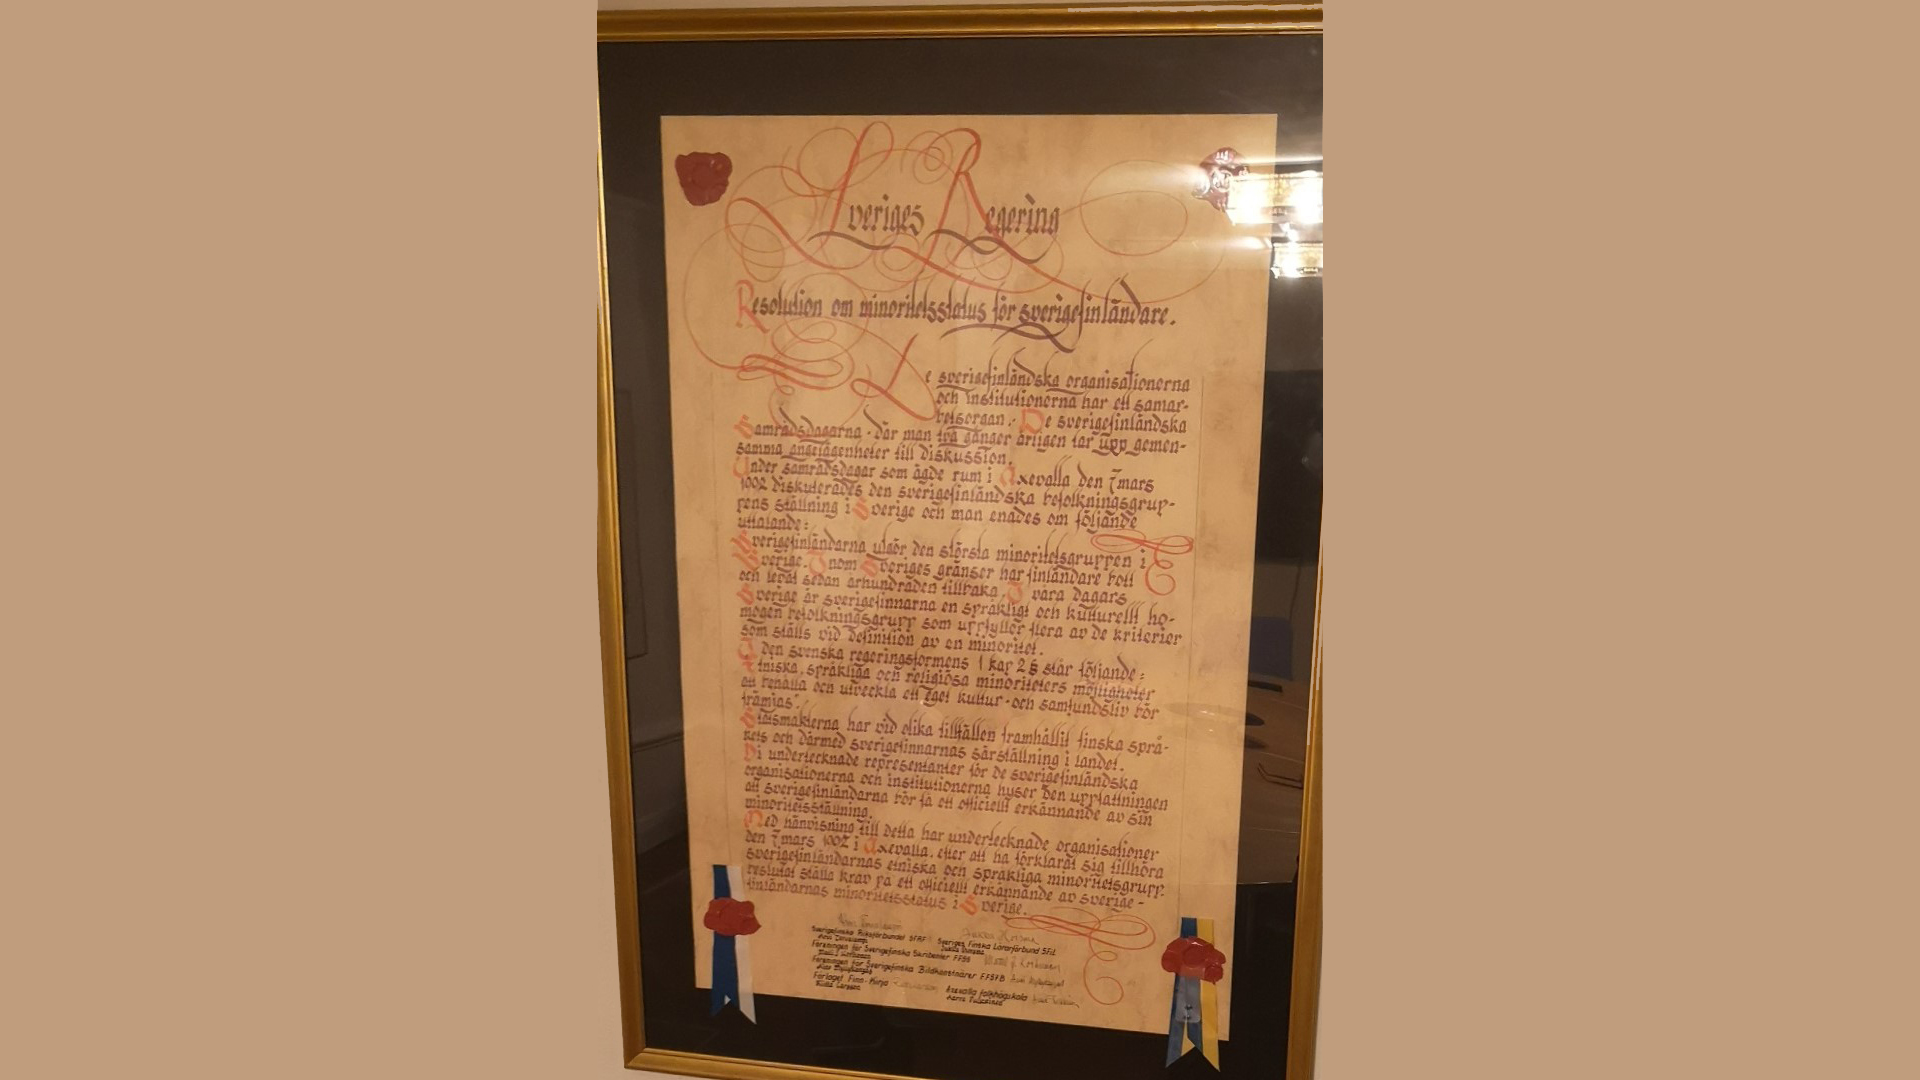 Sveriges Regering
Resolution om minoritetsstatus för sverigefinländare.
De sverigefinländska organisationerna
och institutionerna har ett samar-
betsorgan. De sverigefinländska
Samrådsdagarna - där man två gånger årligen tar upp gemen-
samma angelägenheter till diskussion.
Under samrådsdagar som ägde rum i Axevalla den 7 mars
1992 diskuterades den sverigefinländska befolkningsgrup-
pens ställning i Sverige och man enades om följande
uttalande:
Sverigefinländarna utgör den största minoritetsgruppen i
Sverige. Inom Sveriges gränser har finländare bott
och levat sedan århundraden tillbaka. I våra dagars
Sverige är sverigefinnarna en språkligt och kulturellt ho-
mogen befolkningsgrupp som uppfyller flera av de kriterier
som ställs vid definition av en minoritet.
I den svenska regeringsformens 1 kap 2 § står följande:
Etniska, språkliga och religiösa minoriteters möjligheter
att behålla och utveckla ett eget kultur- och samfundsliv bör
främjas".
Statsmakterna har vid olika tillfällen framhållit finska språ-
kets och därmed sverigefinnarnas särställning i landet.
Vi undertecknade representanter för de sverigefinländska
organisationerna och institutionerna hyser den uppfattningen
att sverigefinländarna bör få ett officiellt erkännande av sin
minoritetsställning.
Med hänvisning till detta har undertecknade organisationer
den 7 mars 1992 i Axevalla, efter att ha förklarat sig tillhöra
sverigefinländarnas etniska och språkliga minoritetsgrupp,
beslutat ställa krav på ett officiellt erkännande av sverige-
finländarnas minoritetsstatus i Sverige.
Sverigefinska Riksförbundet SFRF Sveriges Finska Lärarförbund SFL
Föreningen för Sverigefinska Skribenter FFSS
Föreningen för Sverigefinska Bildkonstnärer FFSFB
Förlaget Finn-Kirja Axevalla folkhögskola